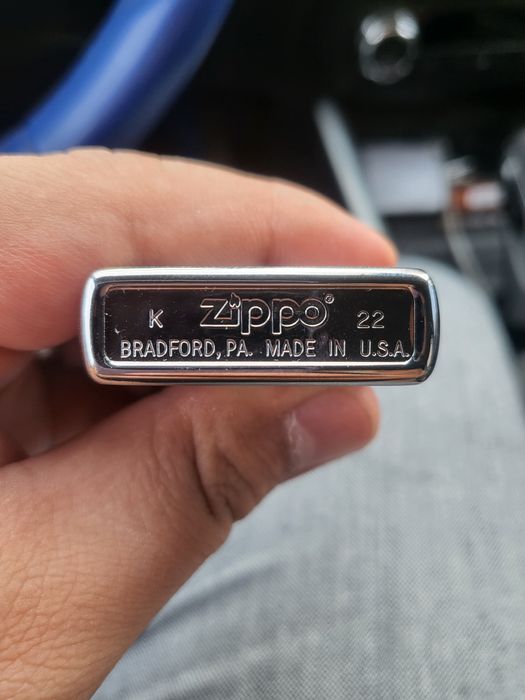 K Zippo® 22
BRADFORD, PA. MADE IN U.S.A.